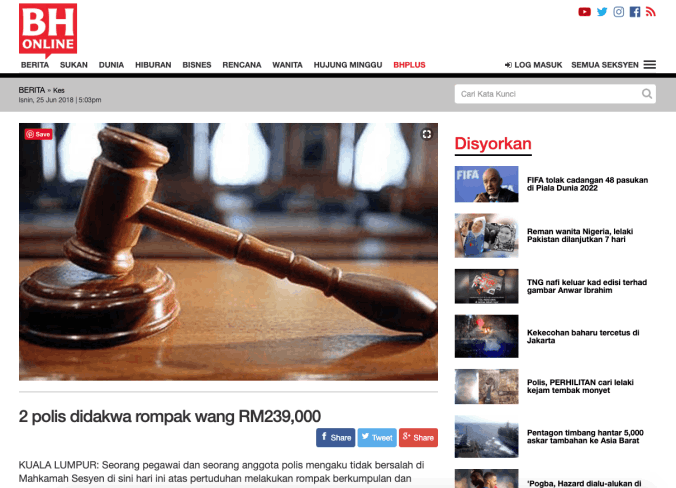 BH
ONLINE
BERITA SUKAN DUNIA HIBURAN BISNES RENCANA WANITA HUJUNG MINGGU BHPLUS LOG MASUK SEMUA SEKSYEN
BERITA » Kes
Isnin, 25 Jun 2018 | 5:03pm
Cari Kata Kunci
Save
2 polis didakwa rompak wang RM239,000
Share Tweet Share
KUALA LUMPUR: Seorang pegawai dan seorang anggota polis mengaku tidak bersalah di
Mahkamah Sesyen di sini hari ini atas pertuduhan melakukan rompak berkumpulan dan
Disyorkan
FIFA
FIFA tolak cadangan 48 pasukan
di Piala Dunia 2022
Reman wanita Nigeria, lelaki
Pakistan dilanjutkan 7 hari
TNG nafi keluar kad edisi terhad
gambar Anwar Ibrahim
Kekecohan baharu tercetus di
Jakarta
Polis, PERHILITAN cari lelaki
kejam tembak monyet
Pentagon timbang hantar 5,000
askar tambahan ke Asia Barat
'Pogba, Hazard dialu-alukan di